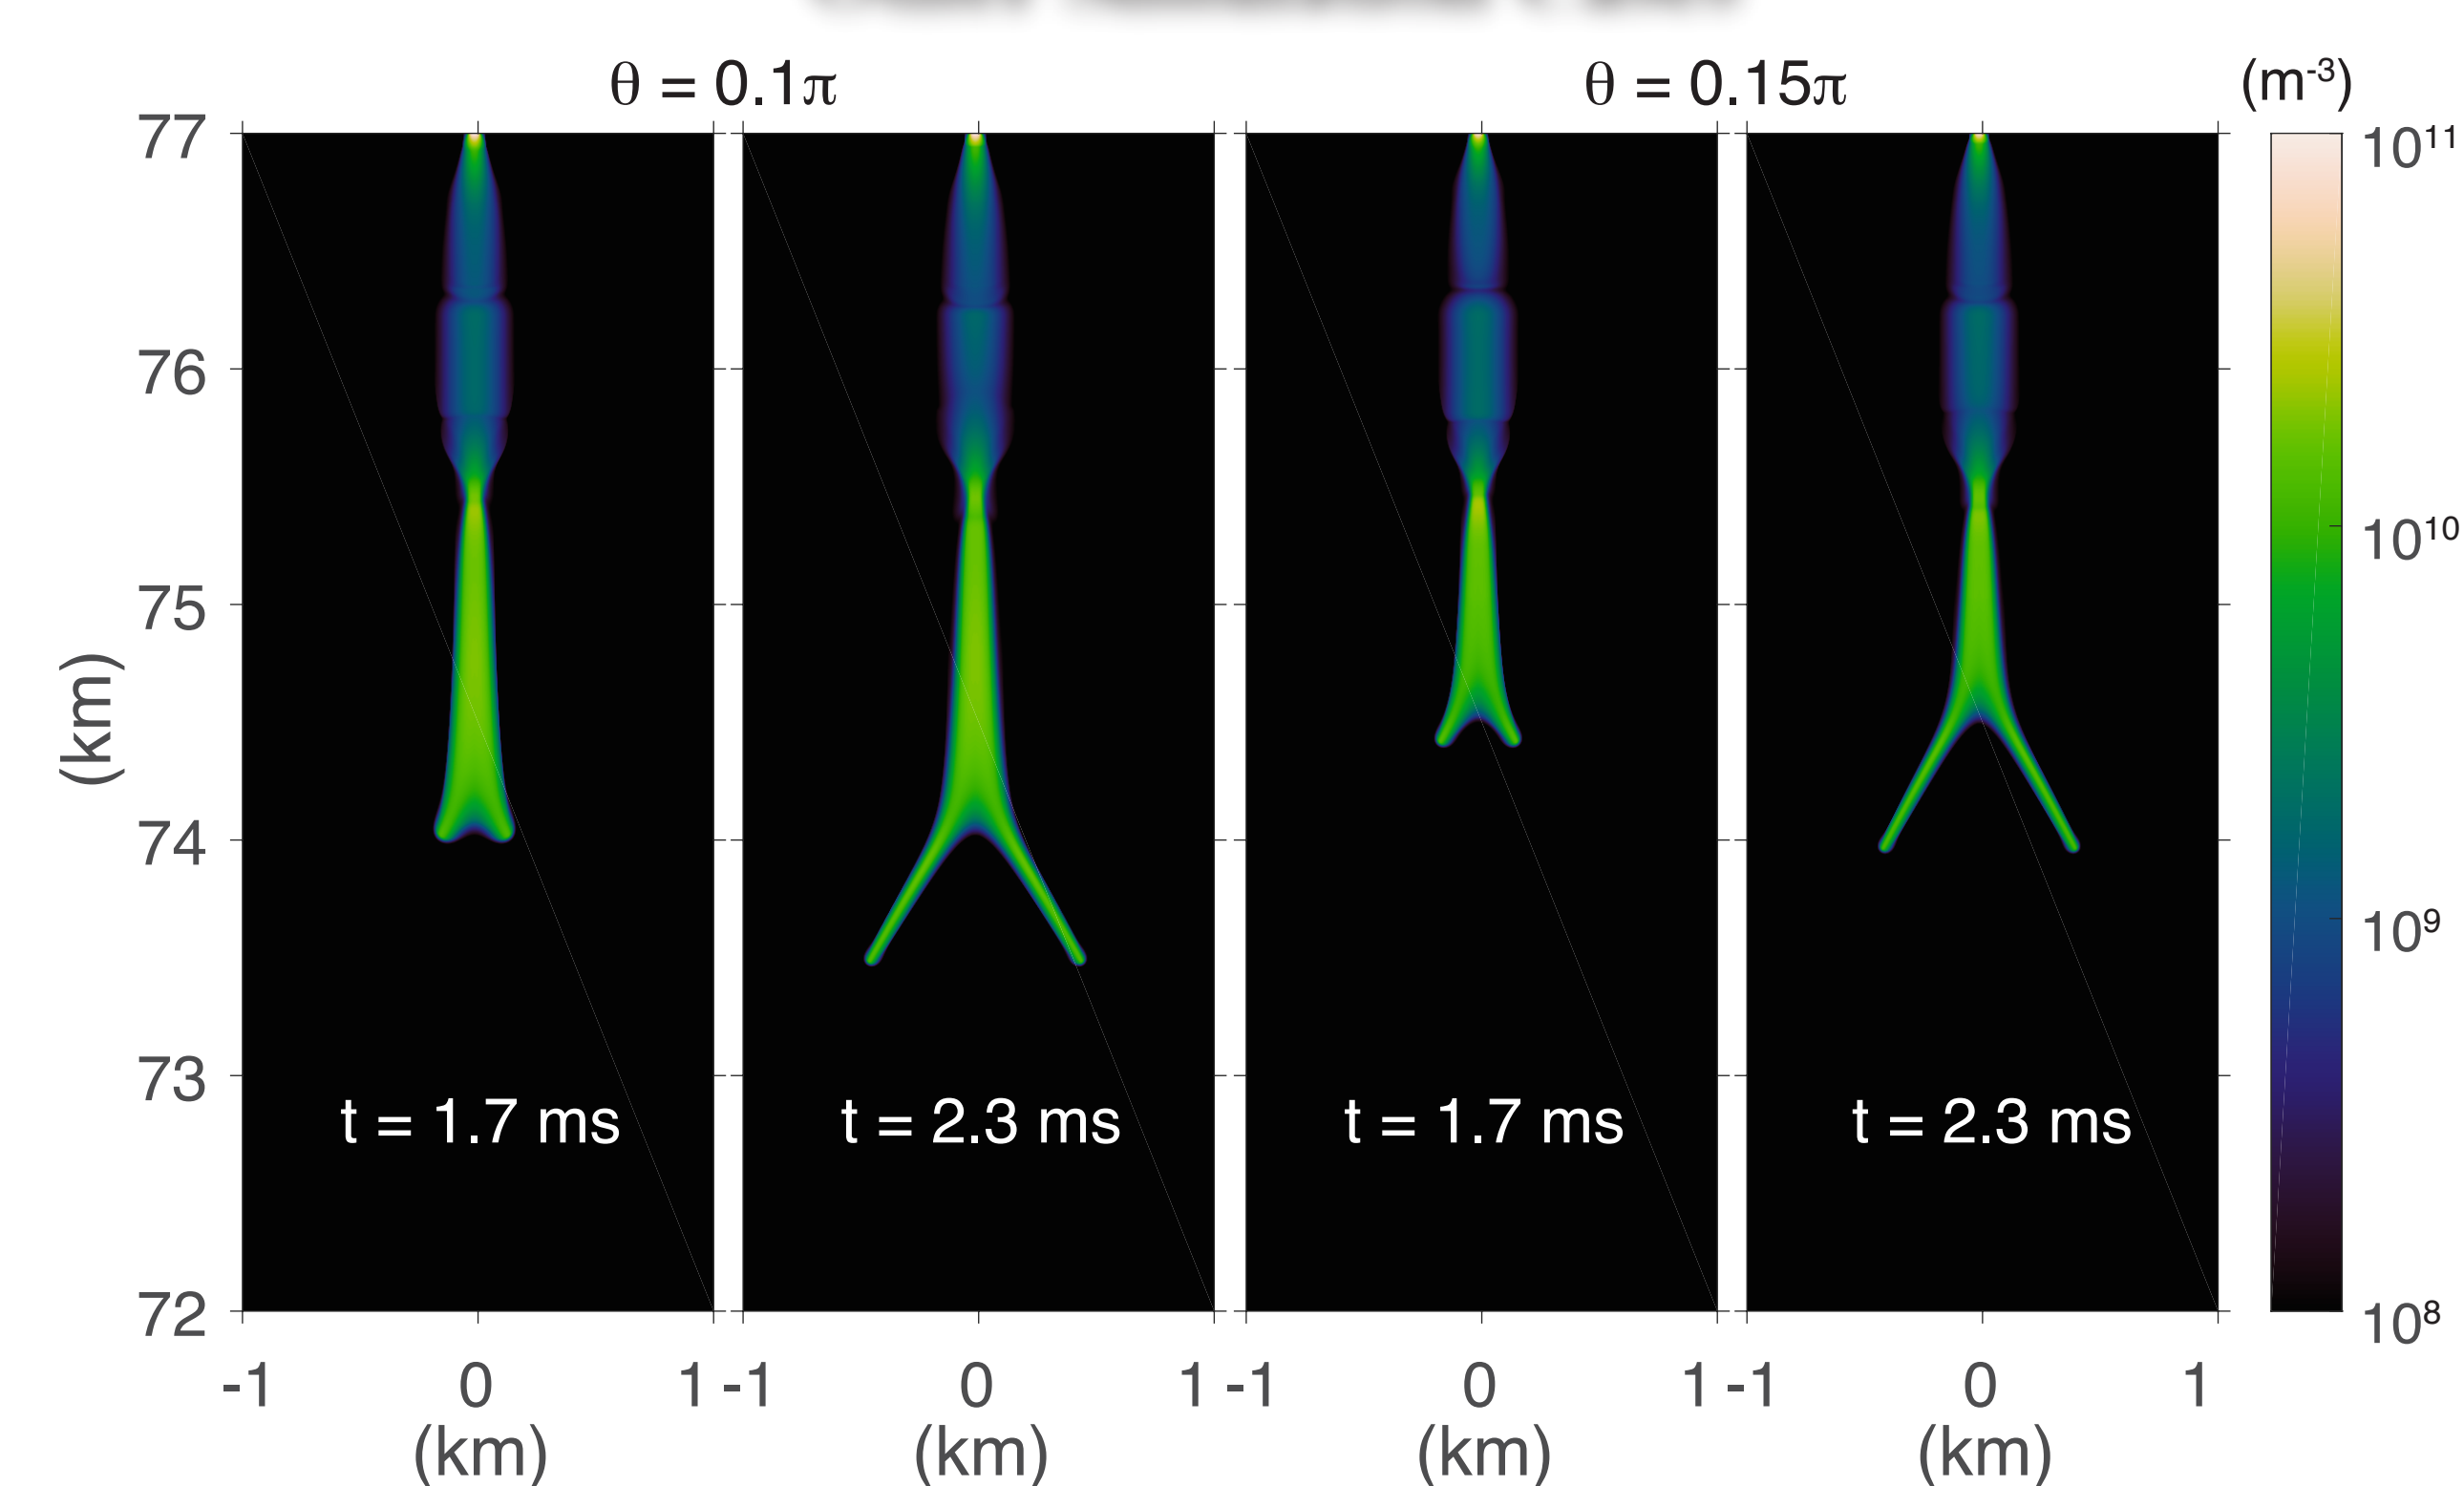 θ = 0.1π θ = 0.15π (m⁻³)
77 10¹¹
76
10¹⁰
75
(km)
74 10⁹
73
t = 1.7 ms t = 2.3 ms t = 1.7 ms t = 2.3 ms
72 10⁸
-1 0 1 -1 0 1 -1 0 1 -1 0 1
(km) (km) (km) (km)